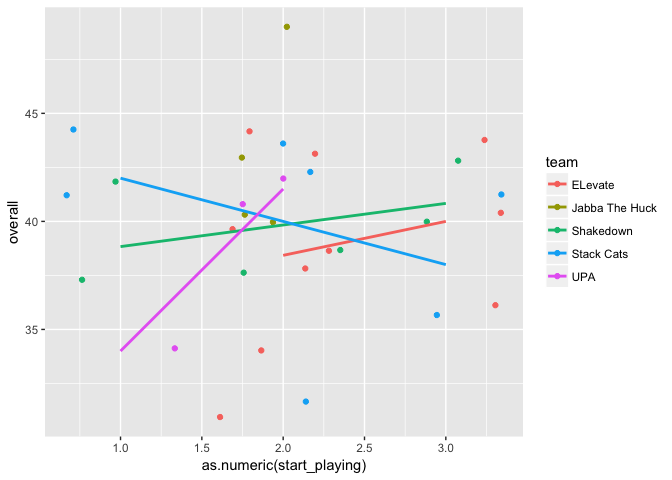 45
40
35
overall
1.0 1.5 2.0 2.5 3.0
as.numeric(start_playing)
team
ELevate
Jabba The Huck
Shakedown
Stack Cats
UPA